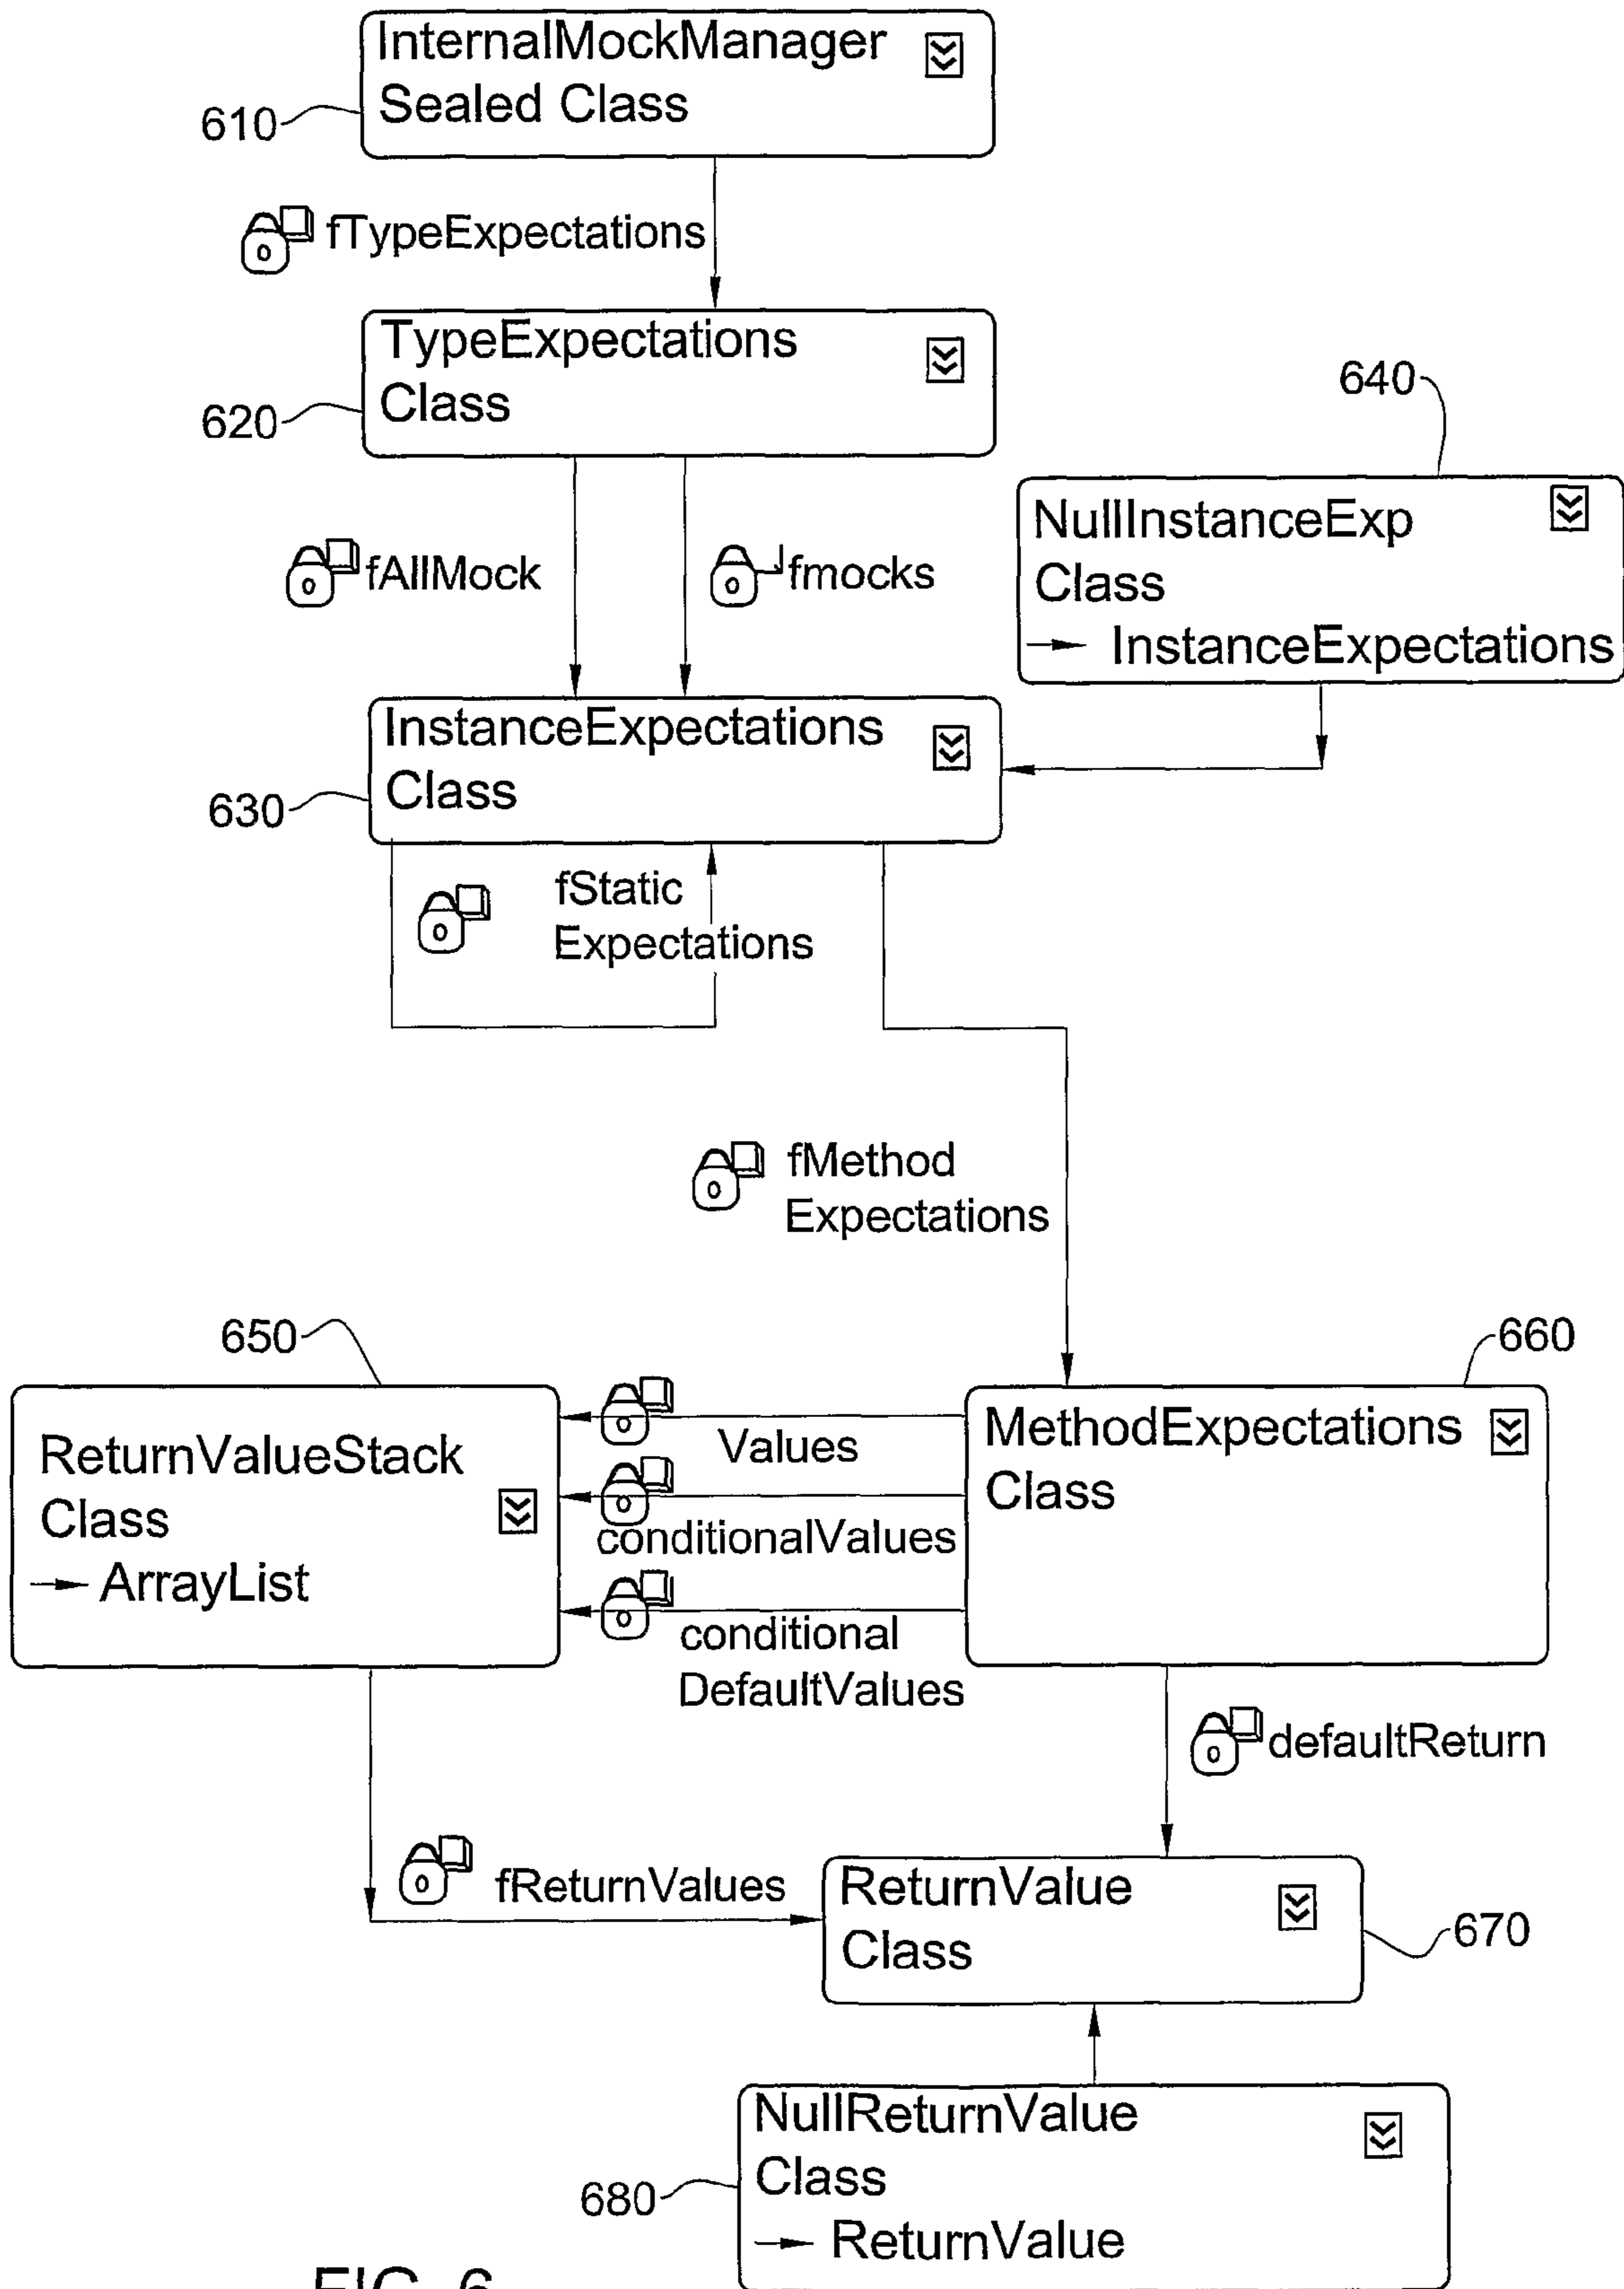 InternalMockManager
Sealed Class
610
fTypeExpectations
TypeExpectations
Class
620
640
NullInstanceExp
Class
InstanceExpectations
fAllMock
fmocks
InstanceExpectations
Class
630
fStatic
Expectations
fMethod
Expectations
650
660
ReturnValueStack
Class
ArrayList
Values
conditionalValues
conditional
DefaultValues
MethodExpectations
Class
defaultReturn
fReturnValues
ReturnValue
Class
670
NullReturnValue
Class
ReturnValue
680
FIG. 6